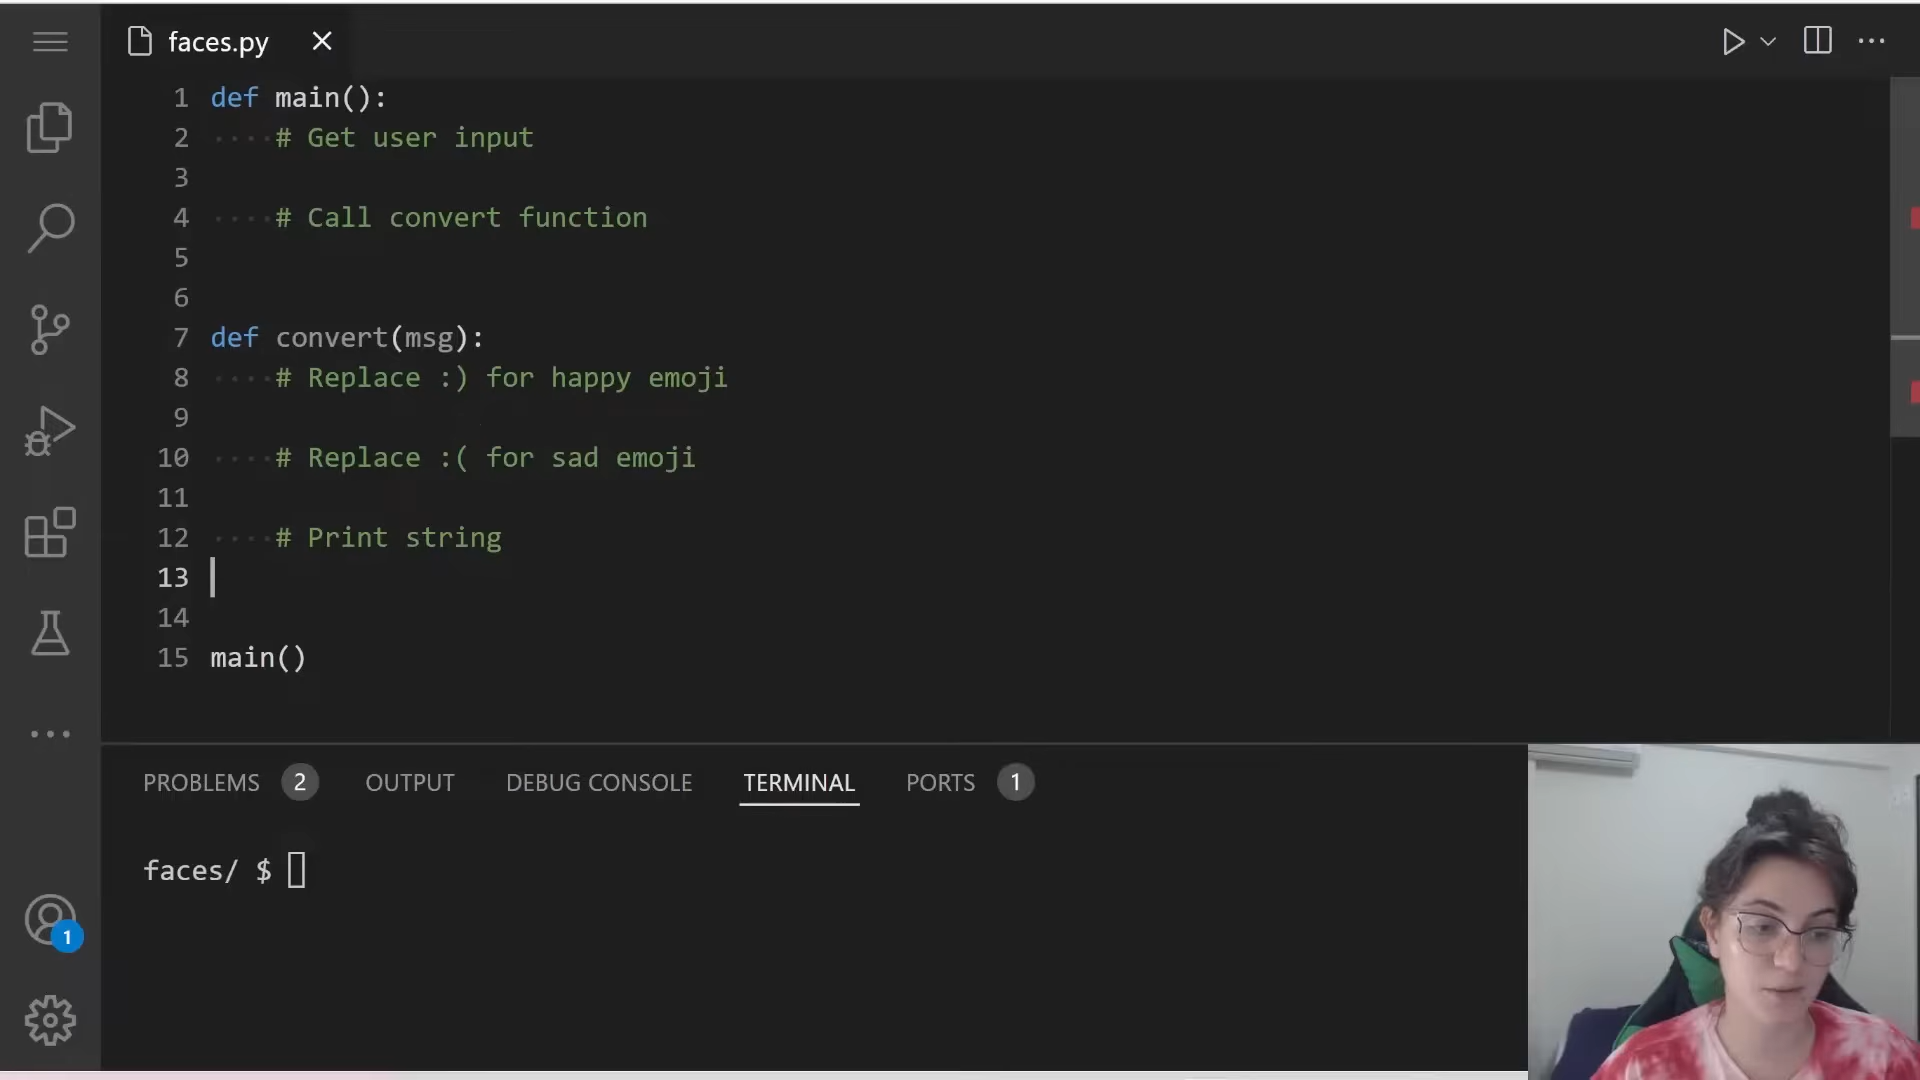 faces.py
1 def main():
2 ····# Get user input
3
4 ····# Call convert function
5
6
7 def convert(msg):
8 ····# Replace :) for happy emoji
9
10 ····# Replace :( for sad emoji
11
12 ····# Print string
13
14
15 main()
PROBLEMS 2 OUTPUT DEBUG CONSOLE TERMINAL PORTS 1
faces/ $
1